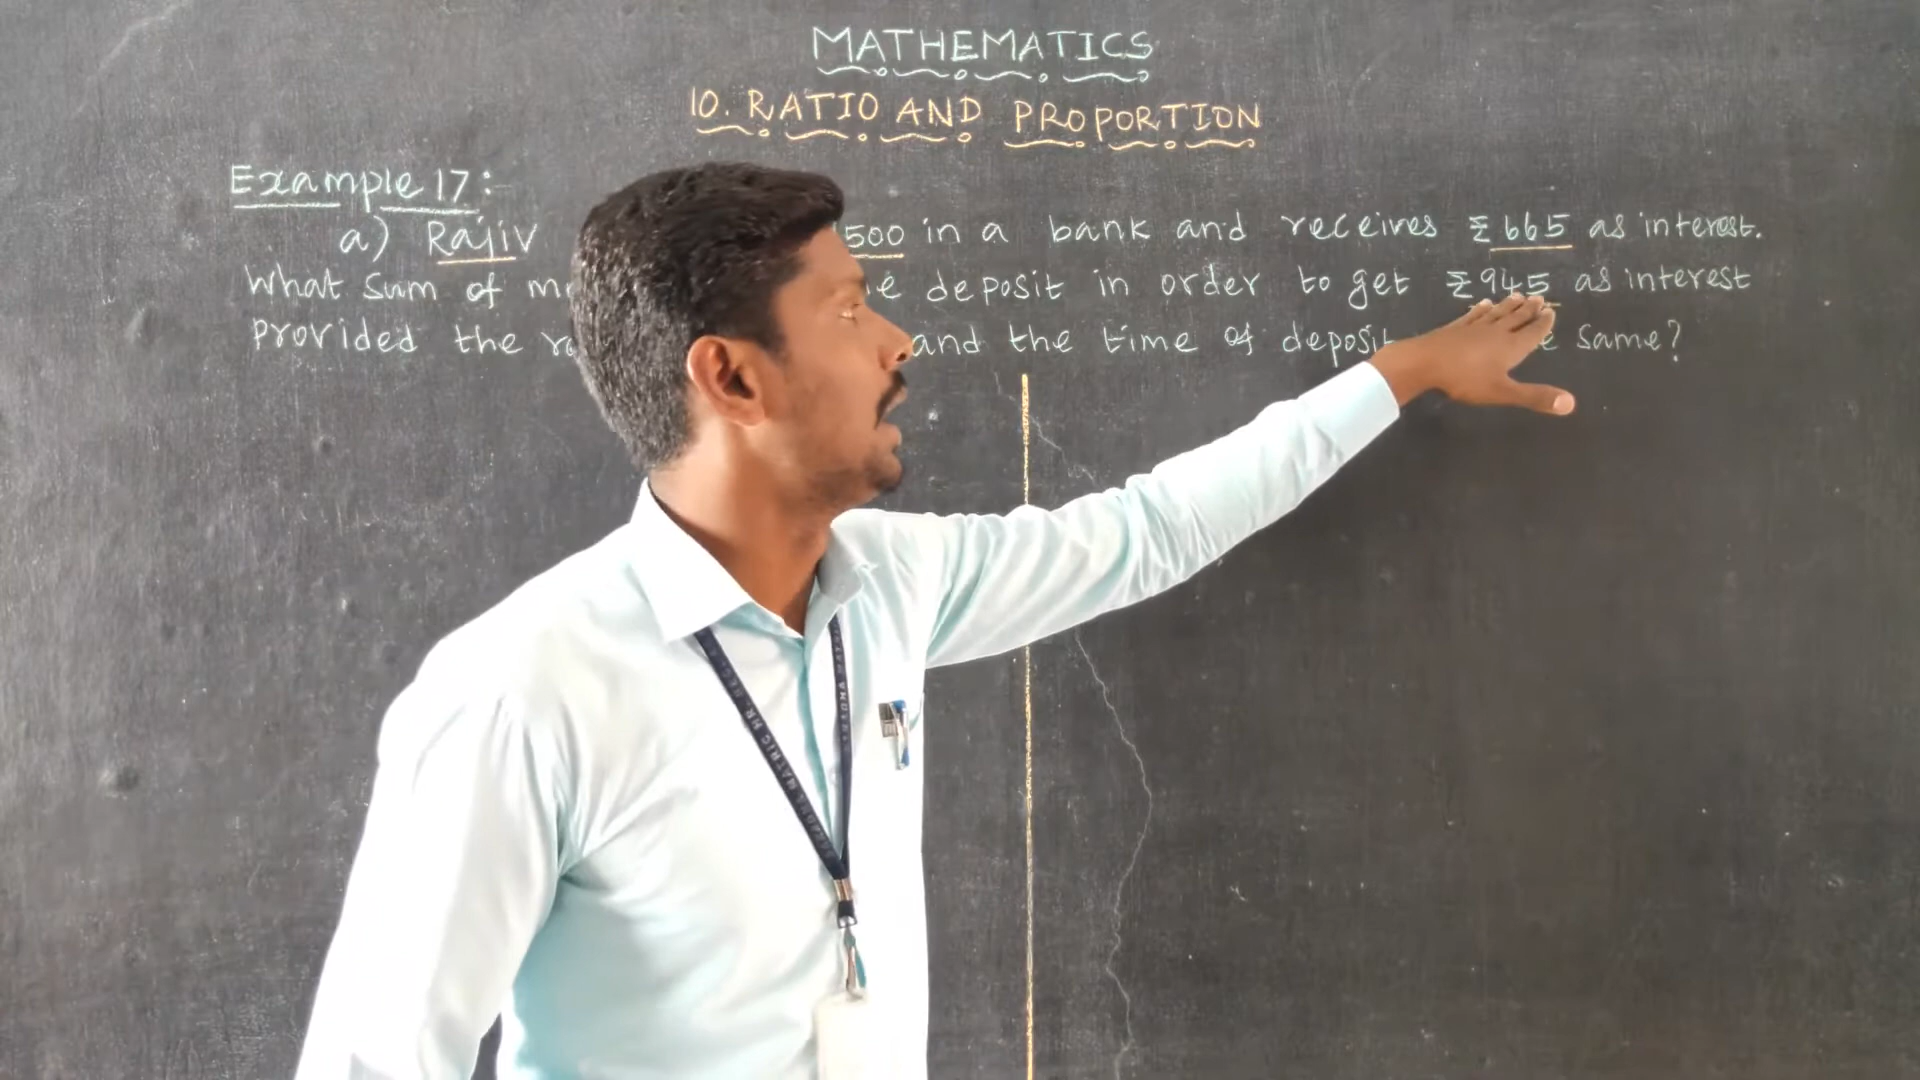 MATHEMATICS
10. RATIO AND PROPORTION
Example 17:
a) Rajiv 500 in a bank and receives ₹665 as interest.
What sum of deposit in order to get ₹945 as interest
provided the and the time of deposit same?